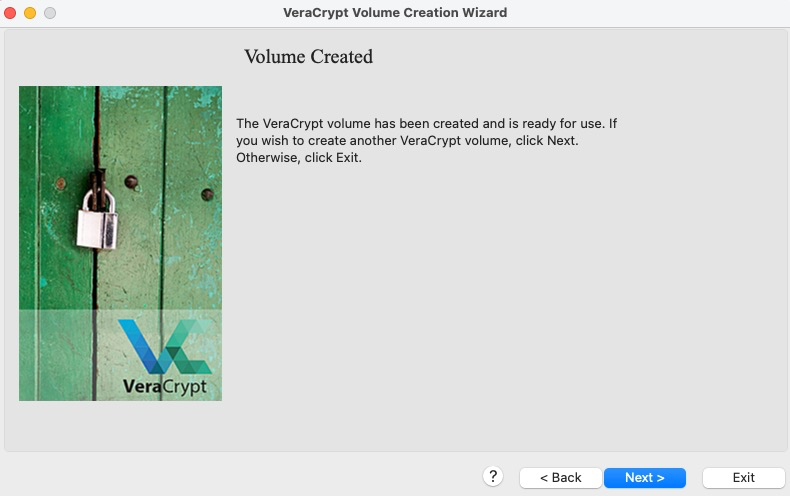 VeraCrypt Volume Creation Wizard
Volume Created
The VeraCrypt volume has been created and is ready for use. If
you wish to create another VeraCrypt volume, click Next.
Otherwise, click Exit.
VeraCrypt
?
< Back
Next >
Exit